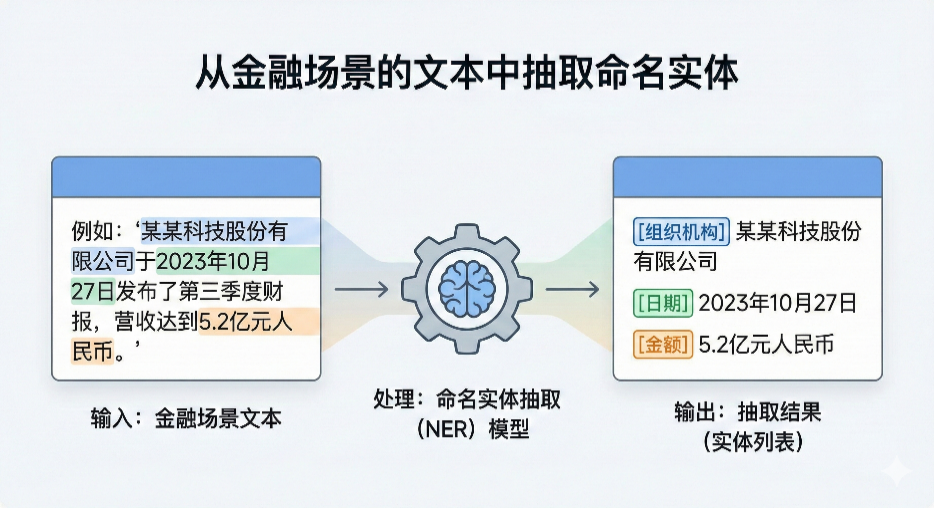 从金融场景的文本中抽取命名实体
例如：‘某某科技股份有
限公司于2023年10月
27日发布了第三季度财
报，营收达到5.2亿元人
民币。’
输入：金融场景文本
处理：命名实体抽取
（NER）模型
[组织机构] 某某科技股份
有限公司
[日期] 2023年10月27日
[金额] 5.2亿元人民币
输出：抽取结果
（实体列表）